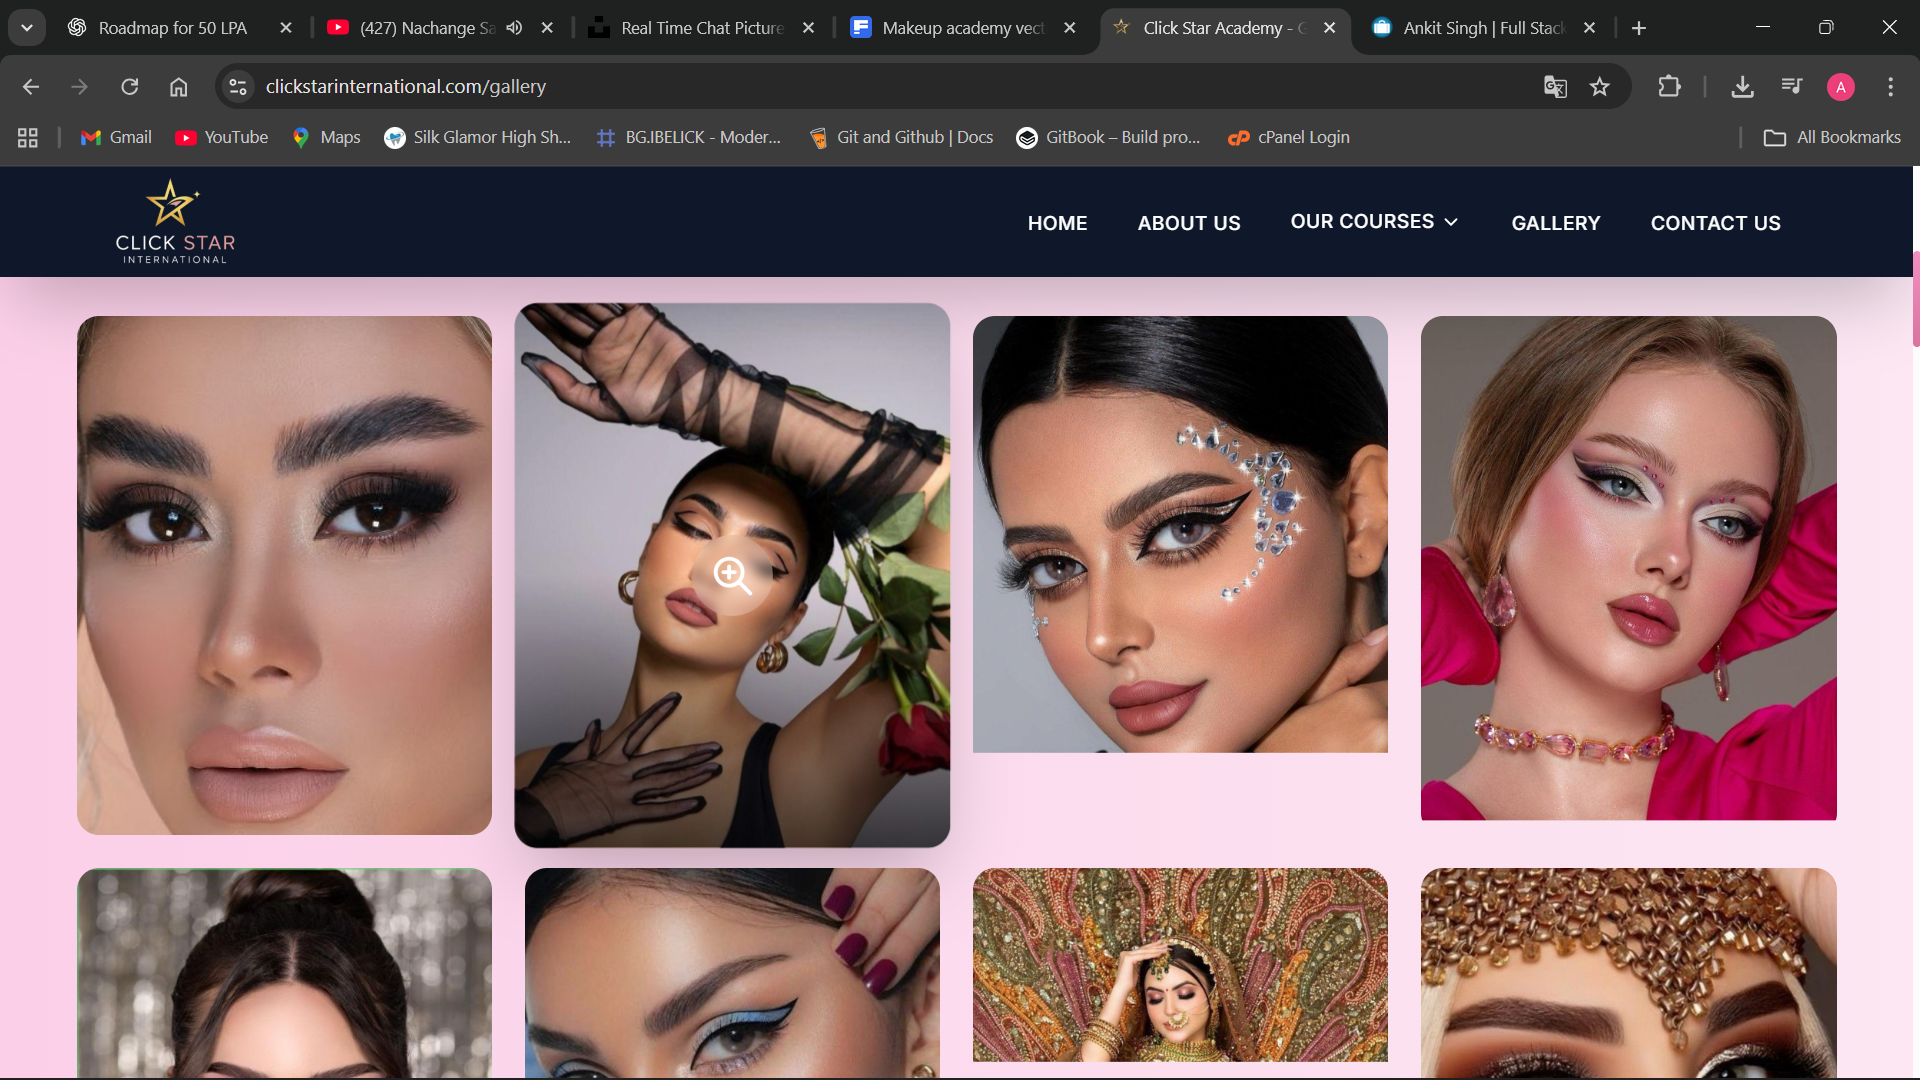 Roadmap for 50 LPA
(427) Nachange Sa
Real Time Chat Picture
Makeup academy vect
Click Star Academy - G
Ankit Singh | Full Stack
clickstarinternational.com/gallery
A
Gmail
YouTube
Maps
Silk Glamor High Sh...
BG.IBELICK - Moder...
Git and Github | Docs
GitBook – Build pro...
cPanel Login
All Bookmarks
CLICK STAR
INTERNATIONAL
HOME
ABOUT US
OUR COURSES
GALLERY
CONTACT US